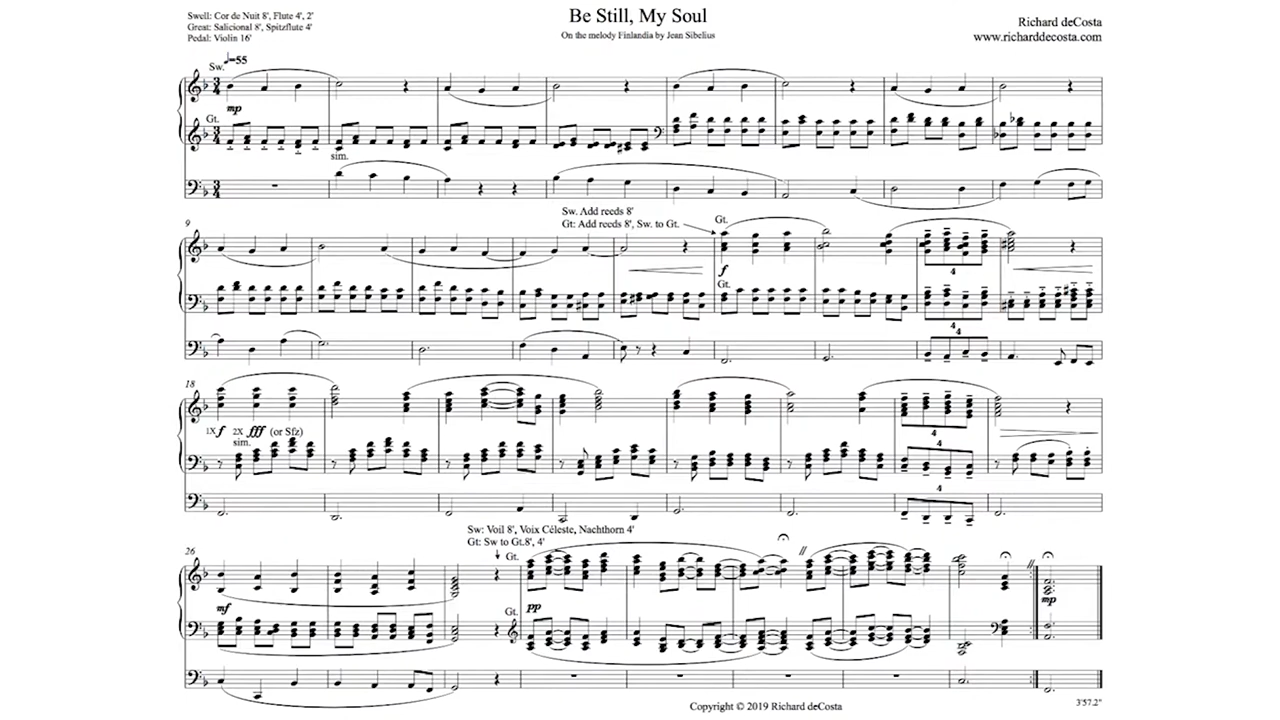 Swell: Cor de Nuit 8', Flute 4', 2'
Great: Salicional 8', Spitzflute 4'
Pedal: Violin 16'
Be Still, My Soul
On the melody Finlandia by Jean Sibelius
Richard deCosta
www.richarddecosta.com
♩=55
Sw.
mp
Gt.
sim.
9
Sw. Add reeds 8'
Gt: Add reeds 8', Sw. to Gt.
Gt.
f
Gt.
4
4
4
18
1X f 2X fff (or Sfz)
sim.
4
4
26
Sw: Voil 8', Voix Céleste, Nachthorn 4'
Gt: Sw to Gt.8', 4'
Gt.
mf
pp
Gt.
mp
Copyright © 2019 Richard deCosta
3'57.2"